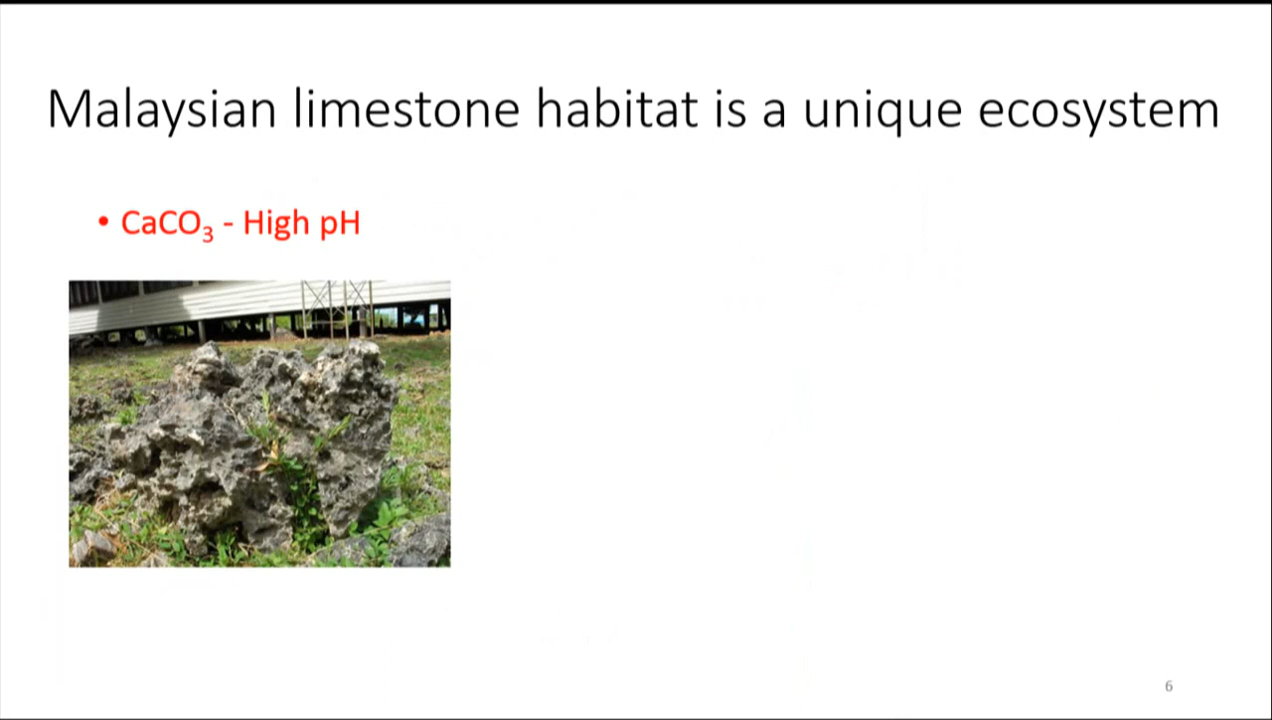 Malaysian limestone habitat is a unique ecosystem
• CaCO₃ - High pH
6